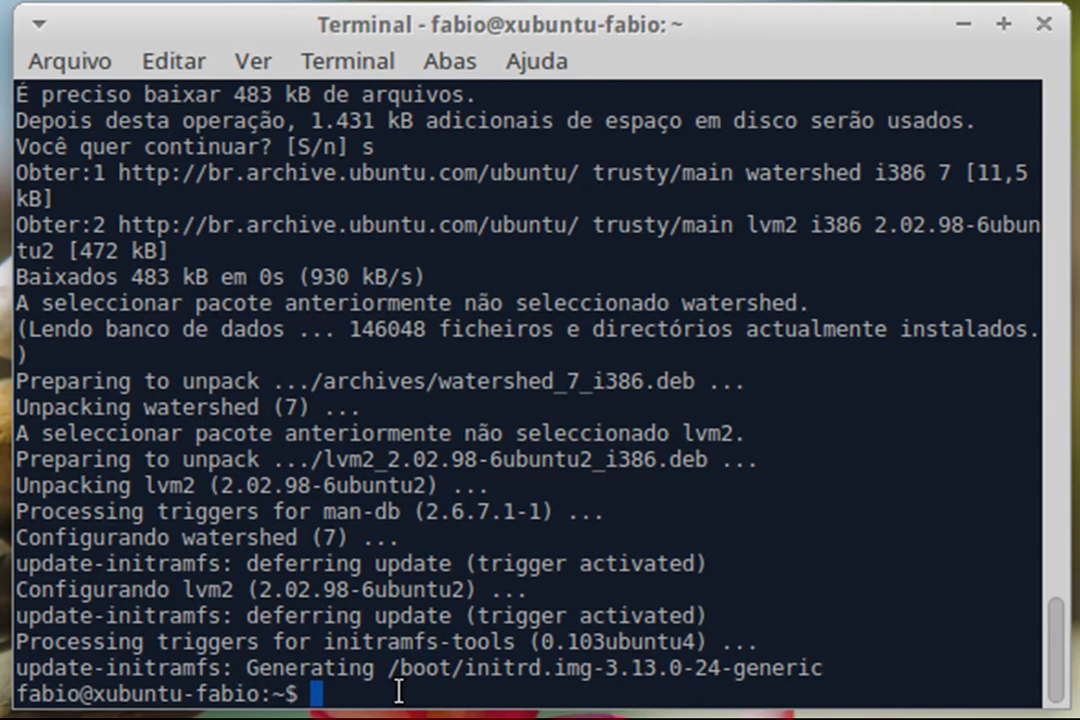 Terminal - fabio@xubuntu-fabio: ~
Arquivo Editar Ver Terminal Abas Ajuda
É preciso baixar 483 kB de arquivos.
Depois desta operação, 1.431 kB adicionais de espaço em disco serão usados.
Você quer continuar? [S/n] s
Obter:1 http://br.archive.ubuntu.com/ubuntu/ trusty/main watershed i386 7 [11,5
kB]
Obter:2 http://br.archive.ubuntu.com/ubuntu/ trusty/main lvm2 i386 2.02.98-6ubun
tu2 [472 kB]
Baixados 483 kB em 0s (930 kB/s)
A seleccionar pacote anteriormente não seleccionado watershed.
(Lendo banco de dados ... 146048 ficheiros e directórios actualmente instalados.
)
Preparing to unpack .../archives/watershed_7_i386.deb ...
Unpacking watershed (7) ...
A seleccionar pacote anteriormente não seleccionado lvm2.
Preparing to unpack .../lvm2_2.02.98-6ubuntu2_i386.deb ...
Unpacking lvm2 (2.02.98-6ubuntu2) ...
Processing triggers for man-db (2.6.7.1-1) ...
Configurando watershed (7) ...
update-initramfs: deferring update (trigger activated)
Configurando lvm2 (2.02.98-6ubuntu2) ...
update-initramfs: deferring update (trigger activated)
Processing triggers for initramfs-tools (0.103ubuntu4) ...
update-initramfs: Generating /boot/initrd.img-3.13.0-24-generic
fabio@xubuntu-fabio:~$